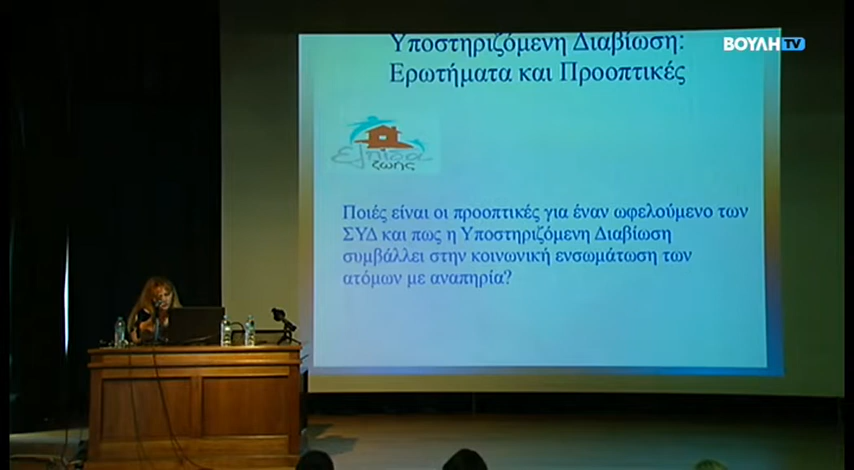 ΒΟΥΛΗ TV
Υποστηριζόμενη Διαβίωση:
Ερωτήματα και Προοπτικές
ελπίδα
ζωής
Ποιές είναι οι προοπτικές για έναν ωφελούμενο των
ΣΥΔ και πως η Υποστηριζόμενη Διαβίωση
συμβάλλει στην κοινωνική ενσωμάτωση των
ατόμων με αναπηρία?